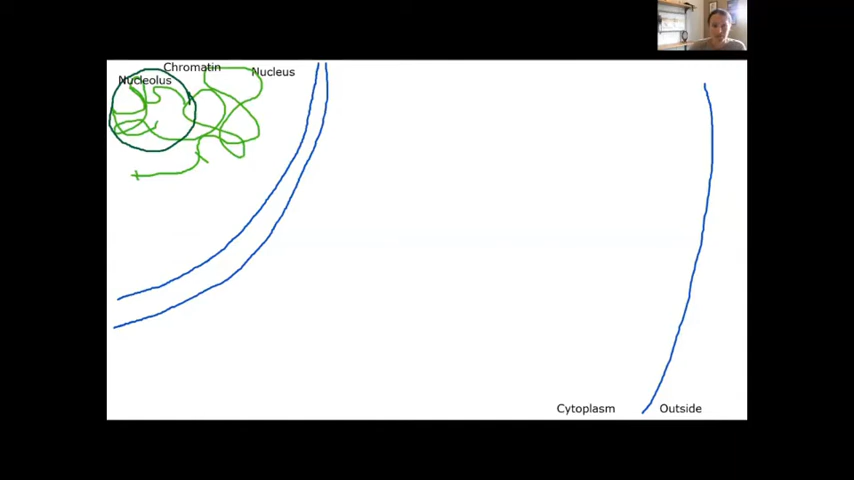 Chromatin
Nucleus
Nucleolus
Cytoplasm
Outside